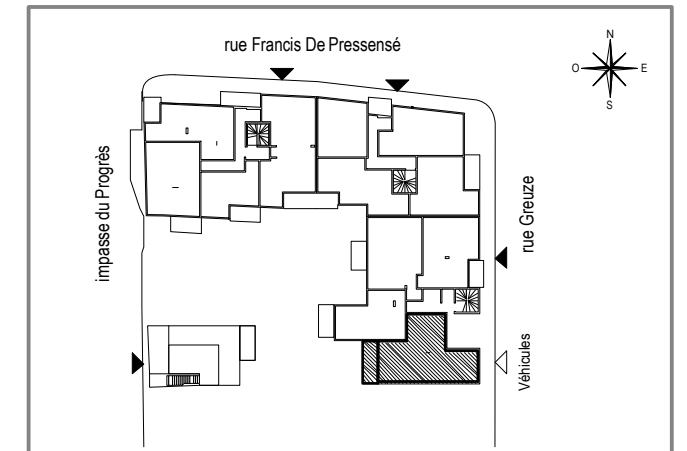 rue Francis De Pressensé
N
O
E
S
impasse du Progrès
rue Greuze
Véhicules